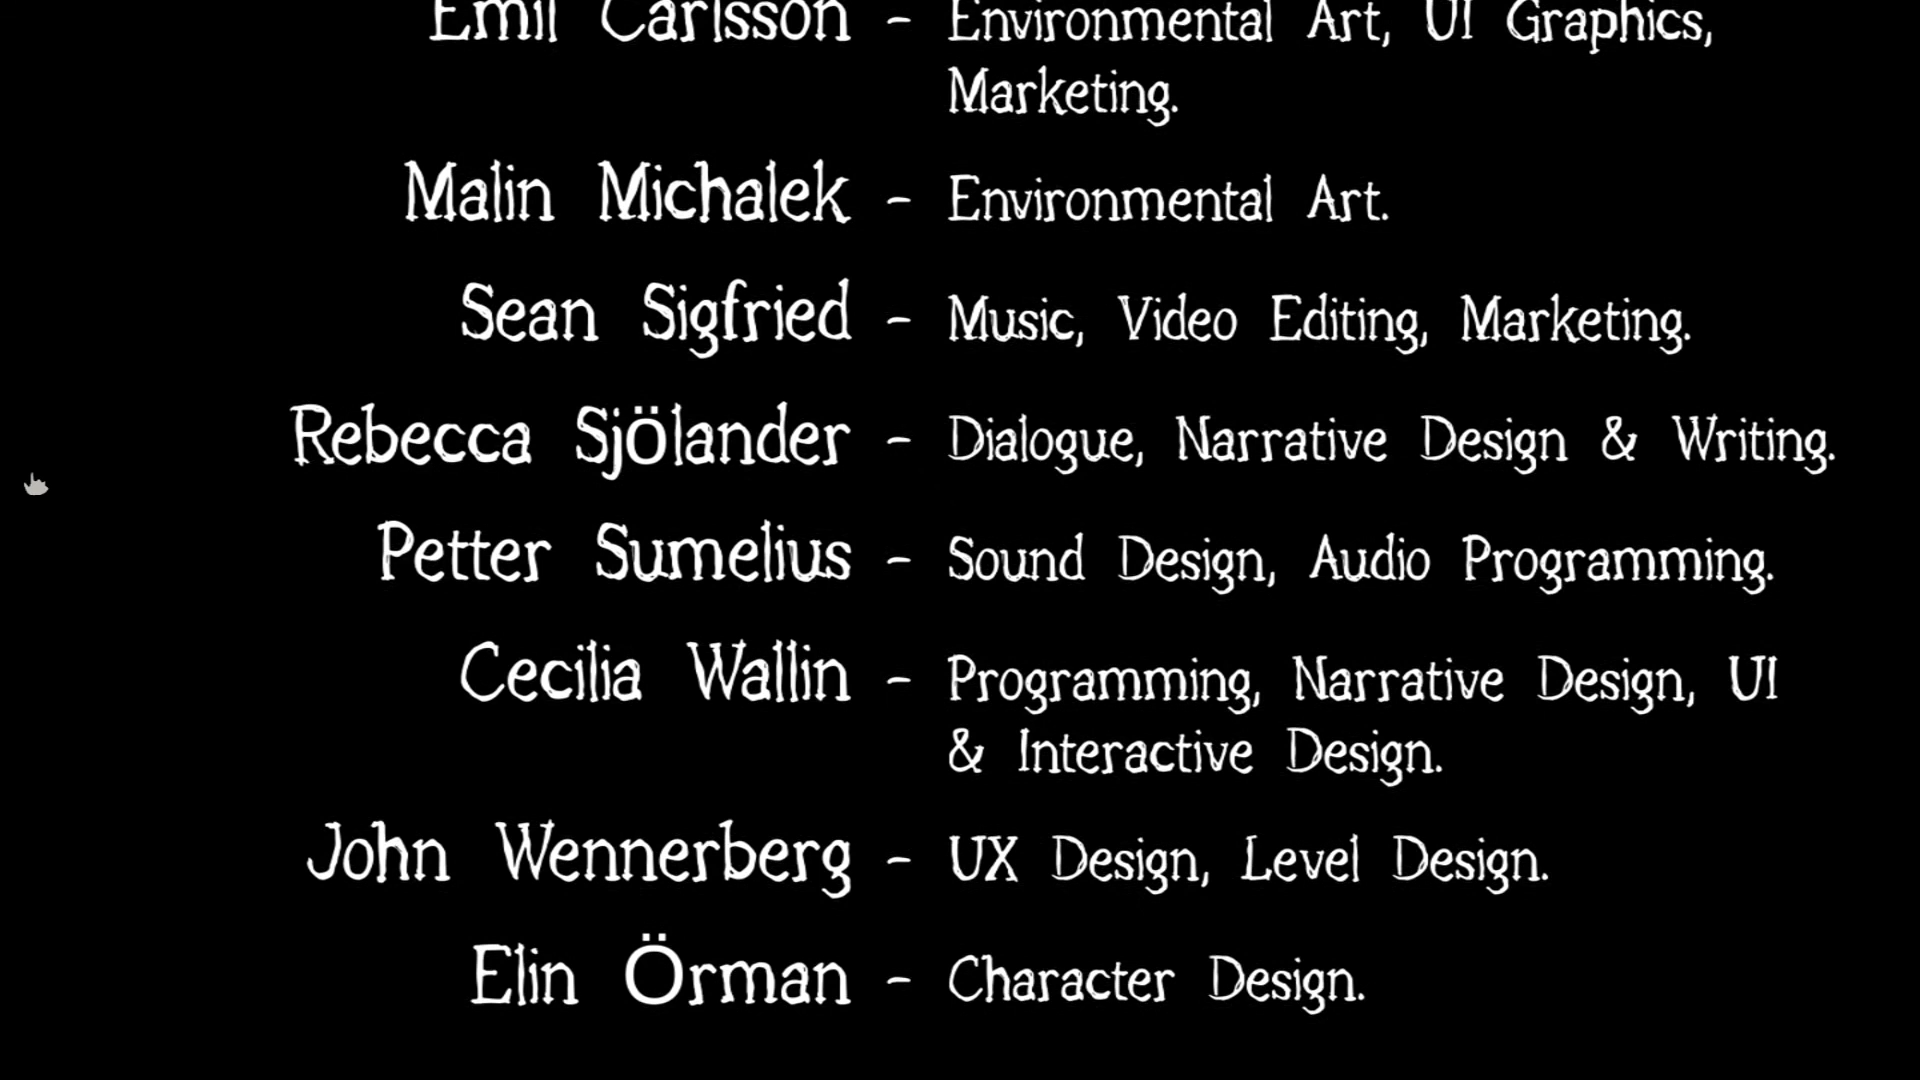 Emil Carlsson - Environmental Art, UI Graphics,
Marketing.
Malin Michalek - Environmental Art.
Sean Sigfried - Music, Video Editing, Marketing.
Rebecca Sjölander - Dialogue, Narrative Design & Writing.
Petter Sumelius - Sound Design, Audio Programming.
Cecilia Wallin - Programming, Narrative Design, UI
& Interactive Design.
John Wennerberg - UX Design, Level Design.
Elin Örman - Character Design.